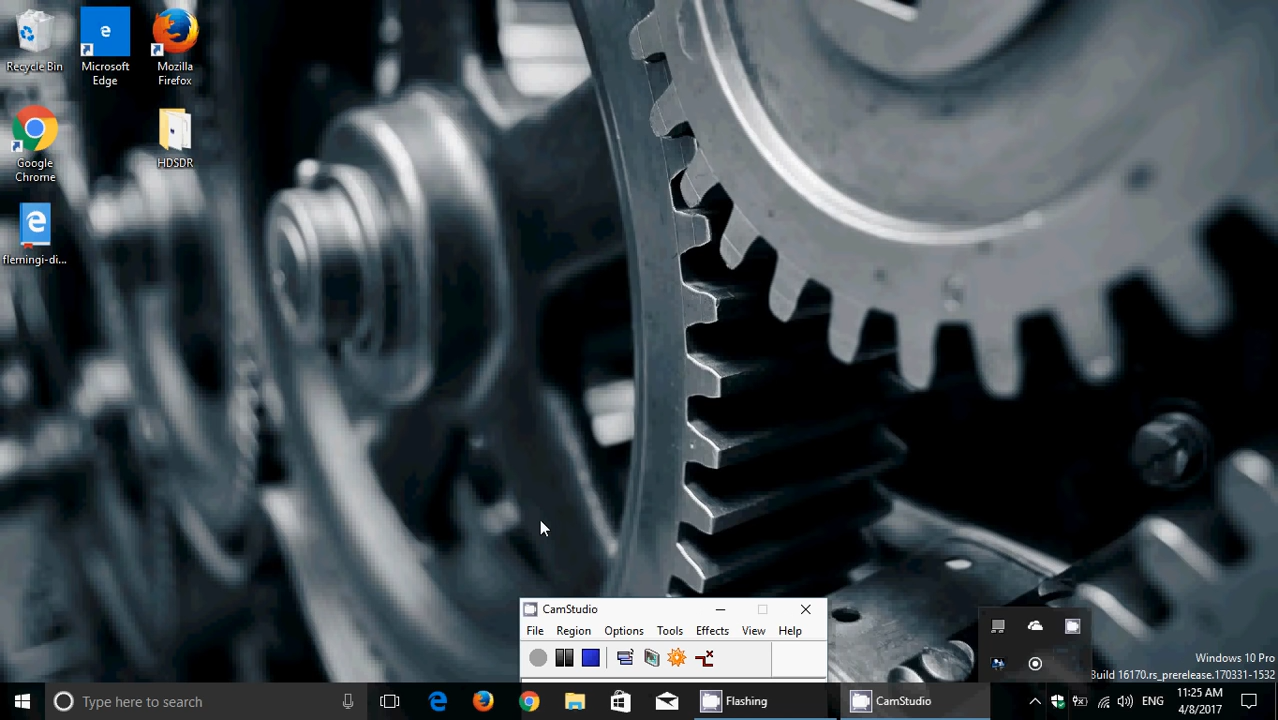 Recycle Bin
Microsoft Edge
Mozilla Firefox
Google Chrome
HDSDR
flemingi-di...
CamStudio
File Region Options Tools Effects View Help
Windows 10 Pro
Build 16170.rs_prerelease.170331-1532
Type here to search
Flashing
CamStudio
ENG
11:25 AM
4/8/2017